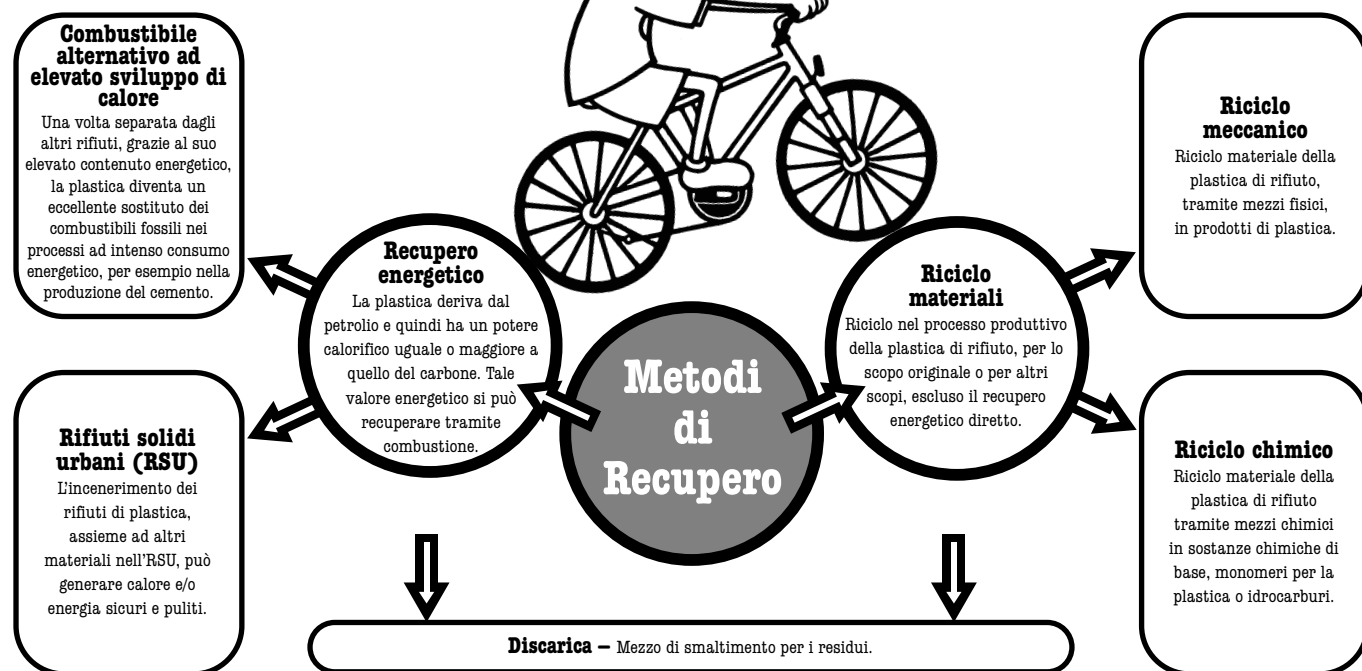 Combustibile
alternativo ad
elevato sviluppo di
calore
Una volta separata dagli
altri rifiuti, grazie al suo
elevato contenuto energetico,
la plastica diventa un
eccellente sostituto dei
combustibili fossili nei
processi ad intenso consumo
energetico, per esempio nella
produzione del cemento.
Rifiuti solidi
urbani (RSU)
L'incenerimento dei
rifiuti di plastica,
assieme ad altri
materiali nell'RSU, può
generare calore e/o
energia sicuri e puliti.
Recupero
energetico
La plastica deriva dal
petrolio e quindi ha un potere
calorifico uguale o maggiore a
quello del carbone. Tale
valore energetico si può
recuperare tramite
combustione.
Metodi
di
Recupero
Riciclo
materiali
Riciclo nel processo produttivo
della plastica di rifiuto, per lo
scopo originale o per altri
scopi, escluso il recupero
energetico diretto.
Riciclo
meccanico
Riciclo materiale della
plastica di rifiuto,
tramite mezzi fisici,
in prodotti di plastica.
Riciclo chimico
Riciclo materiale della
plastica di rifiuto
tramite mezzi chimici
in sostanze chimiche di
base, monomeri per la
plastica o idrocarburi.
Discarica – Mezzo di smaltimento per i residui.